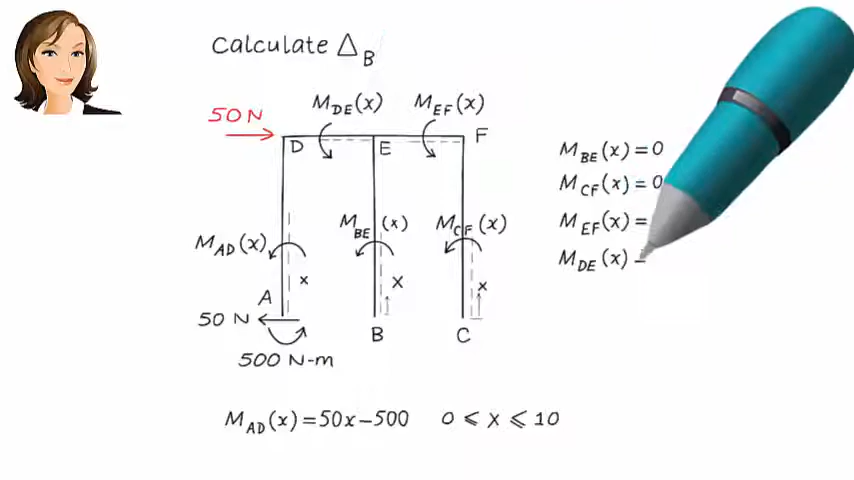 Calculate Δ_B
50N
M_DE(x)
M_EF(x)
D
E
F
M_AD(x)
M_BE(x)
M_CF(x)
x
x
x
A
50 N
B
C
500 N-m
M_BE(x)=0
M_CF(x)=0
M_EF(x)=
M_DE(x)=
M_AD(x)=50x-500 0 ⩽ x ⩽ 10